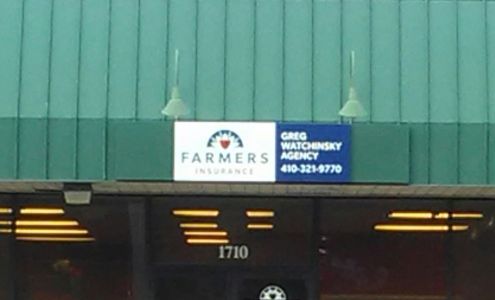 FARMERS
INSURANCE
GREG
WATCHINSKY
AGENCY
410-321-9770
1710